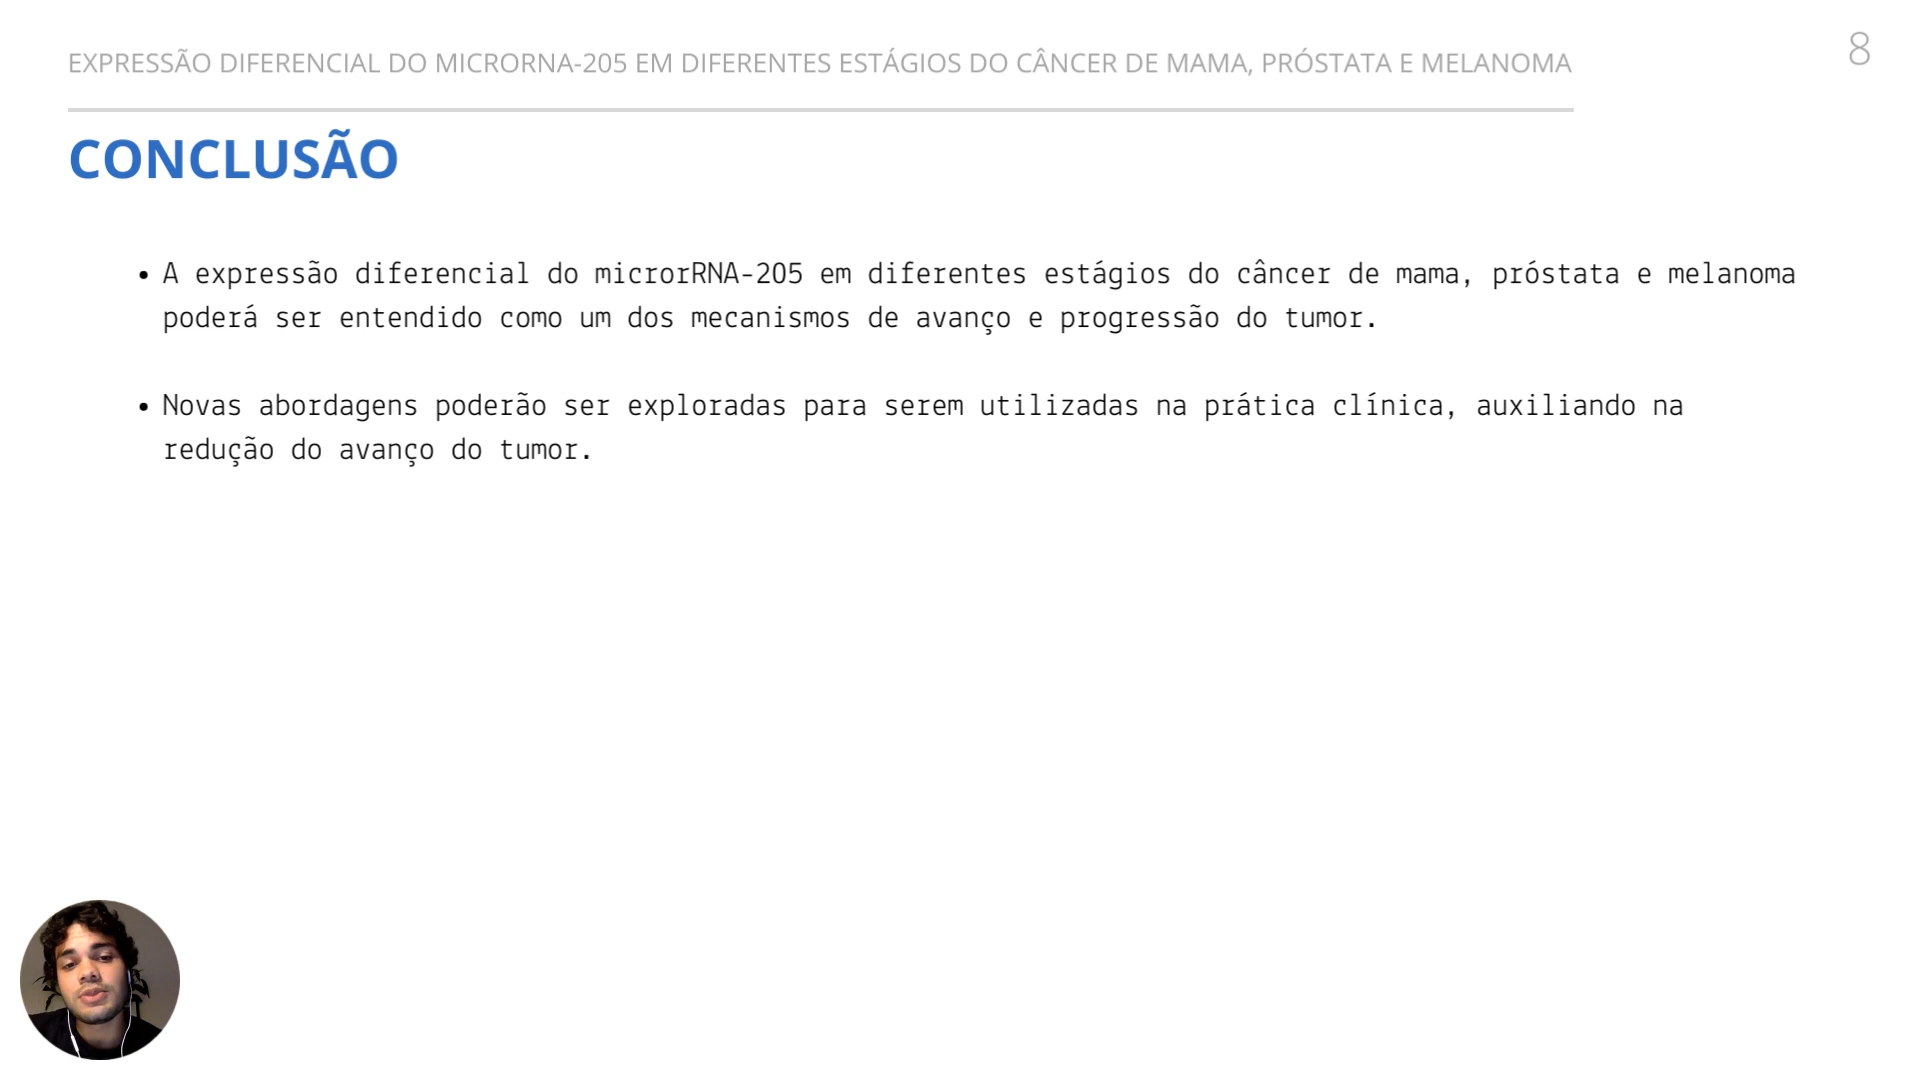 EXPRESSÃO DIFERENCIAL DO MICRORNA-205 EM DIFERENTES ESTÁGIOS DO CÂNCER DE MAMA, PRÓSTATA E MELANOMA
8
CONCLUSÃO
• A expressão diferencial do microrRNA-205 em diferentes estágios do câncer de mama, próstata e melanoma
poderá ser entendido como um dos mecanismos de avanço e progressão do tumor.
• Novas abordagens poderão ser exploradas para serem utilizadas na prática clínica, auxiliando na
redução do avanço do tumor.